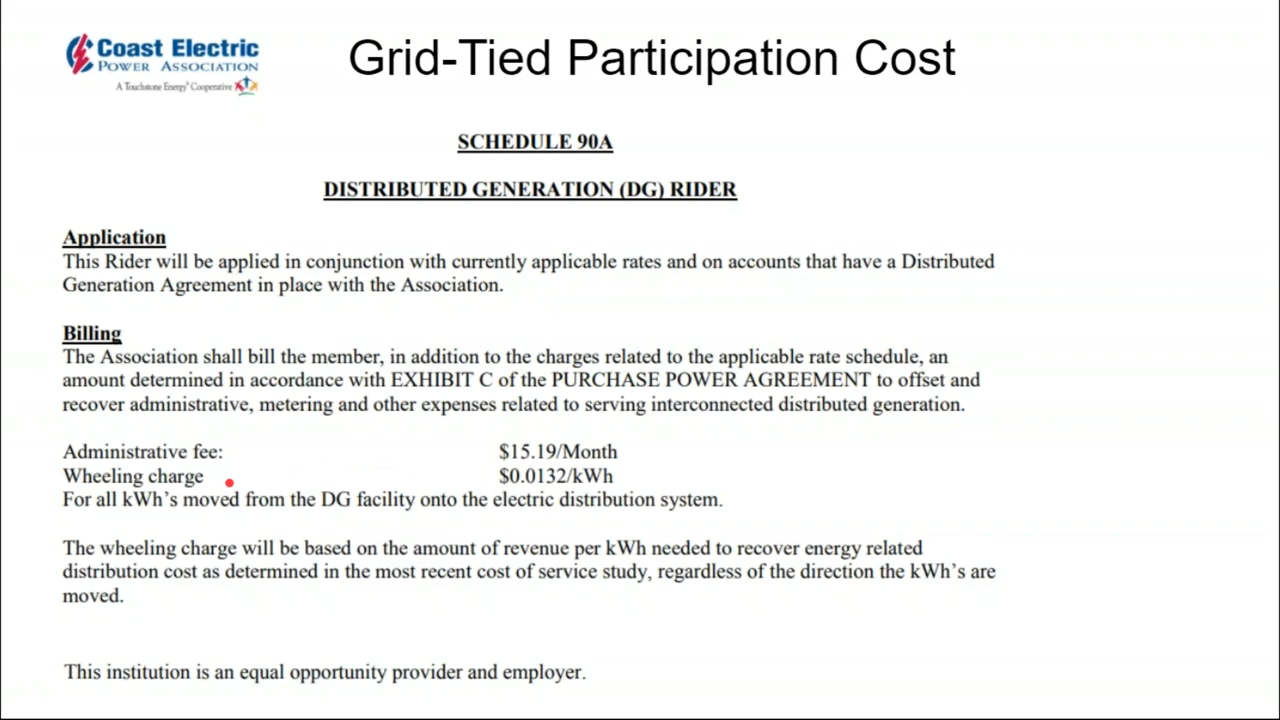 Coast Electric
POWER ASSOCIATION
A Touchstone Energy® Cooperative
Grid-Tied Participation Cost
SCHEDULE 90A
DISTRIBUTED GENERATION (DG) RIDER
Application
This Rider will be applied in conjunction with currently applicable rates and on accounts that have a Distributed
Generation Agreement in place with the Association.
Billing
The Association shall bill the member, in addition to the charges related to the applicable rate schedule, an
amount determined in accordance with EXHIBIT C of the PURCHASE POWER AGREEMENT to offset and
recover administrative, metering and other expenses related to serving interconnected distributed generation.
Administrative fee: $15.19/Month
Wheeling charge $0.0132/kWh
For all kWh’s moved from the DG facility onto the electric distribution system.
The wheeling charge will be based on the amount of revenue per kWh needed to recover energy related
distribution cost as determined in the most recent cost of service study, regardless of the direction the kWh’s are
moved.
This institution is an equal opportunity provider and employer.